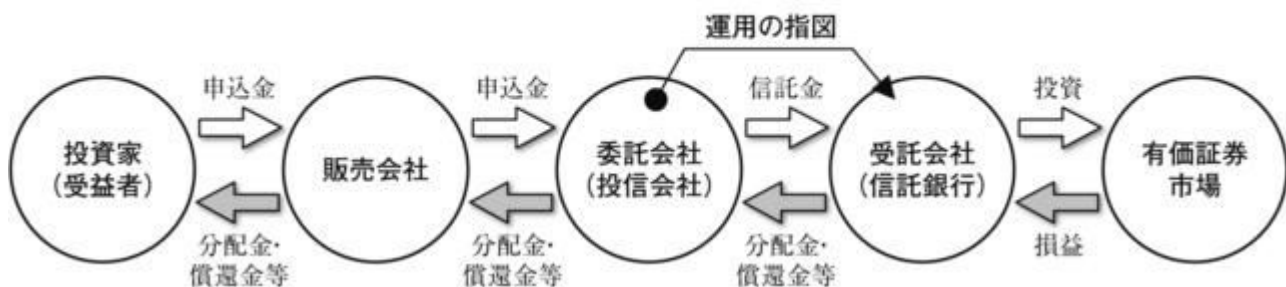 運用の指図
申込金
申込金
信託金
投資
投資家
(受益者)
販売会社
委託会社
(投信会社)
受託会社
(信託銀行)
有価証券
市場
分配金・
償還金等
分配金・
償還金等
分配金・
償還金等
損益